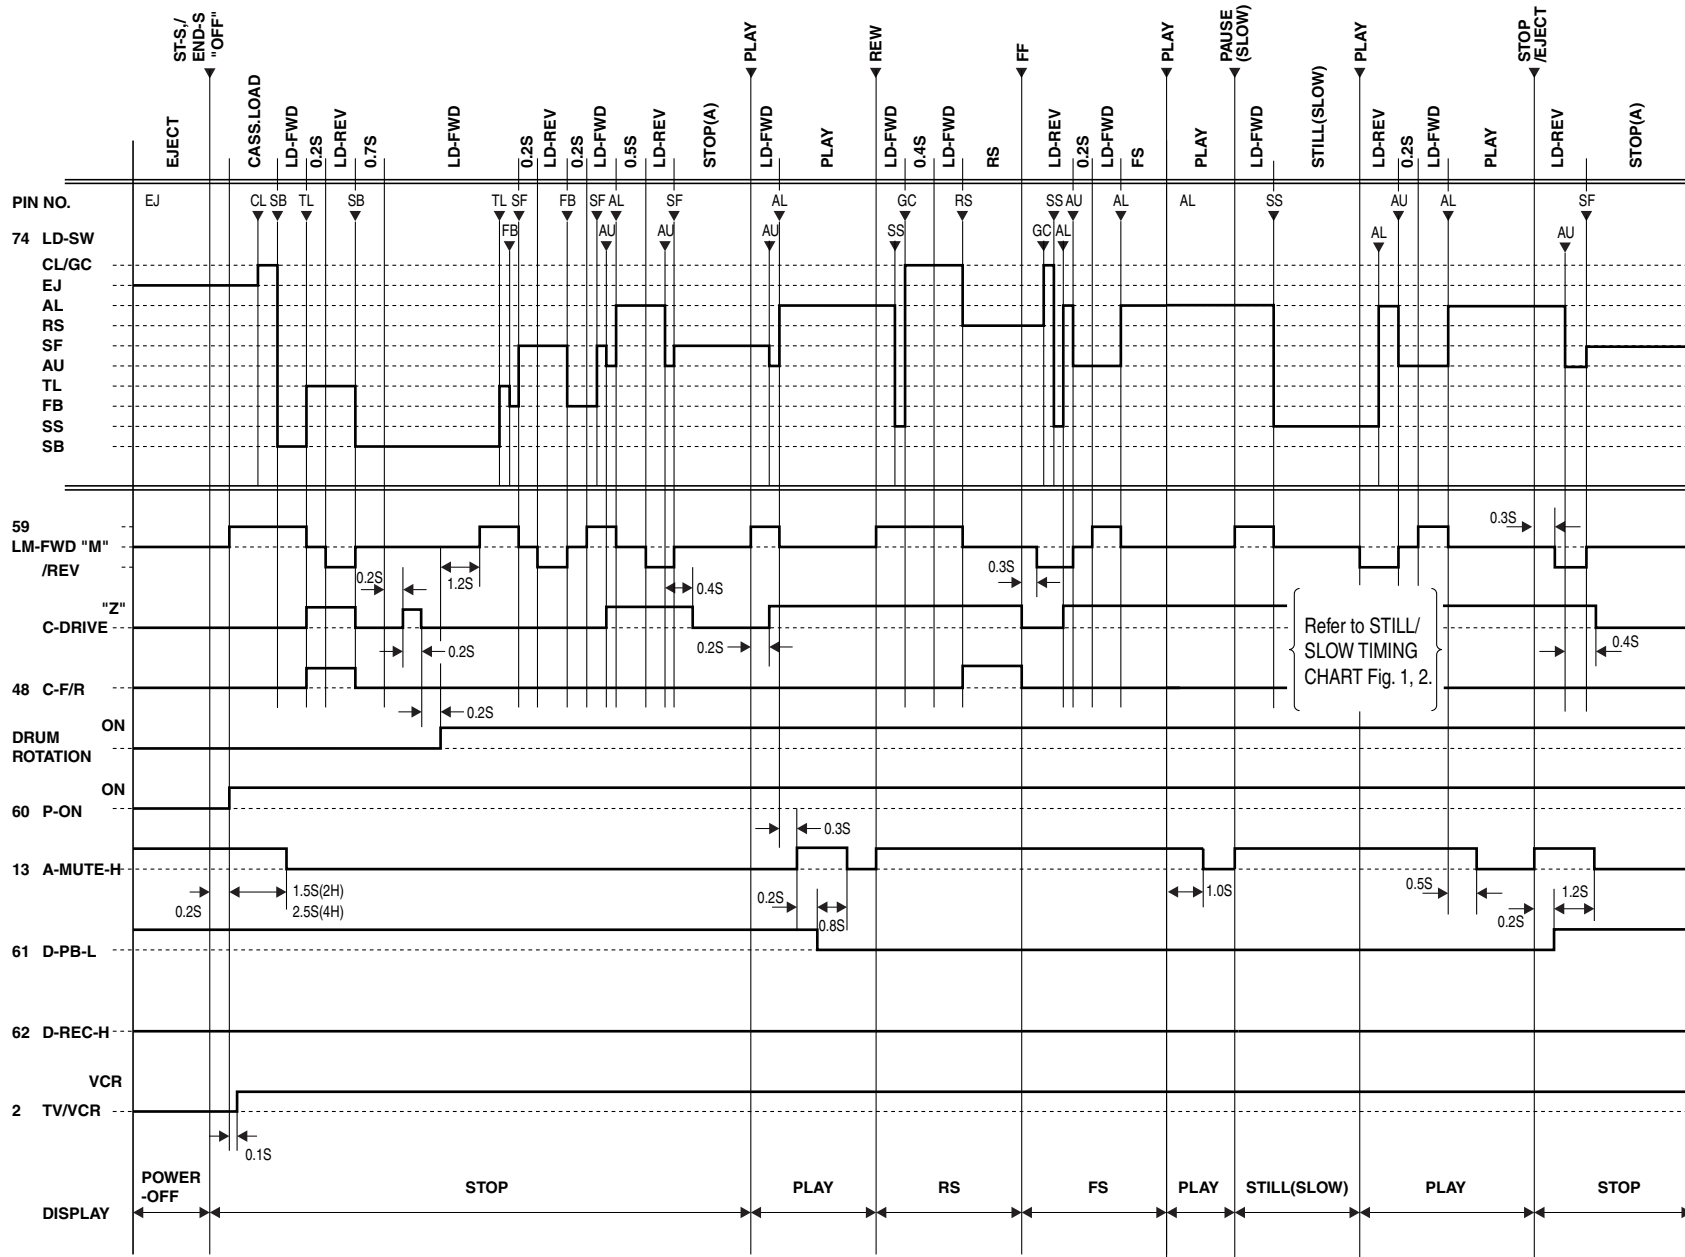 ST-S,/
END-S
"OFF"
PLAY
REW
FF
PLAY
PAUSE
(SLOW)
PLAY
STOP
/EJECT
EJECT
CASS.LOAD
LD-FWD
0.2S
LD-REV
0.7S
LD-FWD
0.2S
LD-REV
0.2S
LD-FWD
0.5S
LD-REV
STOP(A)
LD-FWD
PLAY
LD-FWD
0.4S
LD-FWD
RS
LD-REV
0.2S
LD-FWD
FS
PLAY
LD-FWD
STILL(SLOW)
LD-REV
0.2S
LD-FWD
PLAY
LD-REV
STOP(A)
PIN NO.
EJ CL SB TL SB TL SF FB SF AL SF AL GC RS SS AU AL AL SS AU AL SF
74 LD-SW
FB AU AU AU SS GC AL AL AU
CL/GC
EJ
AL
RS
SF
AU
TL
FB
SS
SB
59
LM-FWD "M"
/REV
0.3S
0.2S
1.2S
0.4S
0.3S
"Z"
C-DRIVE
0.2S
0.2S
0.4S
Refer to STILL/
SLOW TIMING
CHART Fig. 1, 2.
48 C-F/R
0.2S
ON
DRUM
ROTATION
ON
60 P-ON
0.3S
13 A-MUTE-H
0.2S
1.5S(2H)
2.5S(4H)
0.2S
0.8S
1.0S
0.5S
0.2S
1.2S
61 D-PB-L
62 D-REC-H
VCR
2 TV/VCR
0.1S
POWER
-OFF
STOP
PLAY
RS
FS
PLAY
STILL(SLOW)
PLAY
STOP
DISPLAY